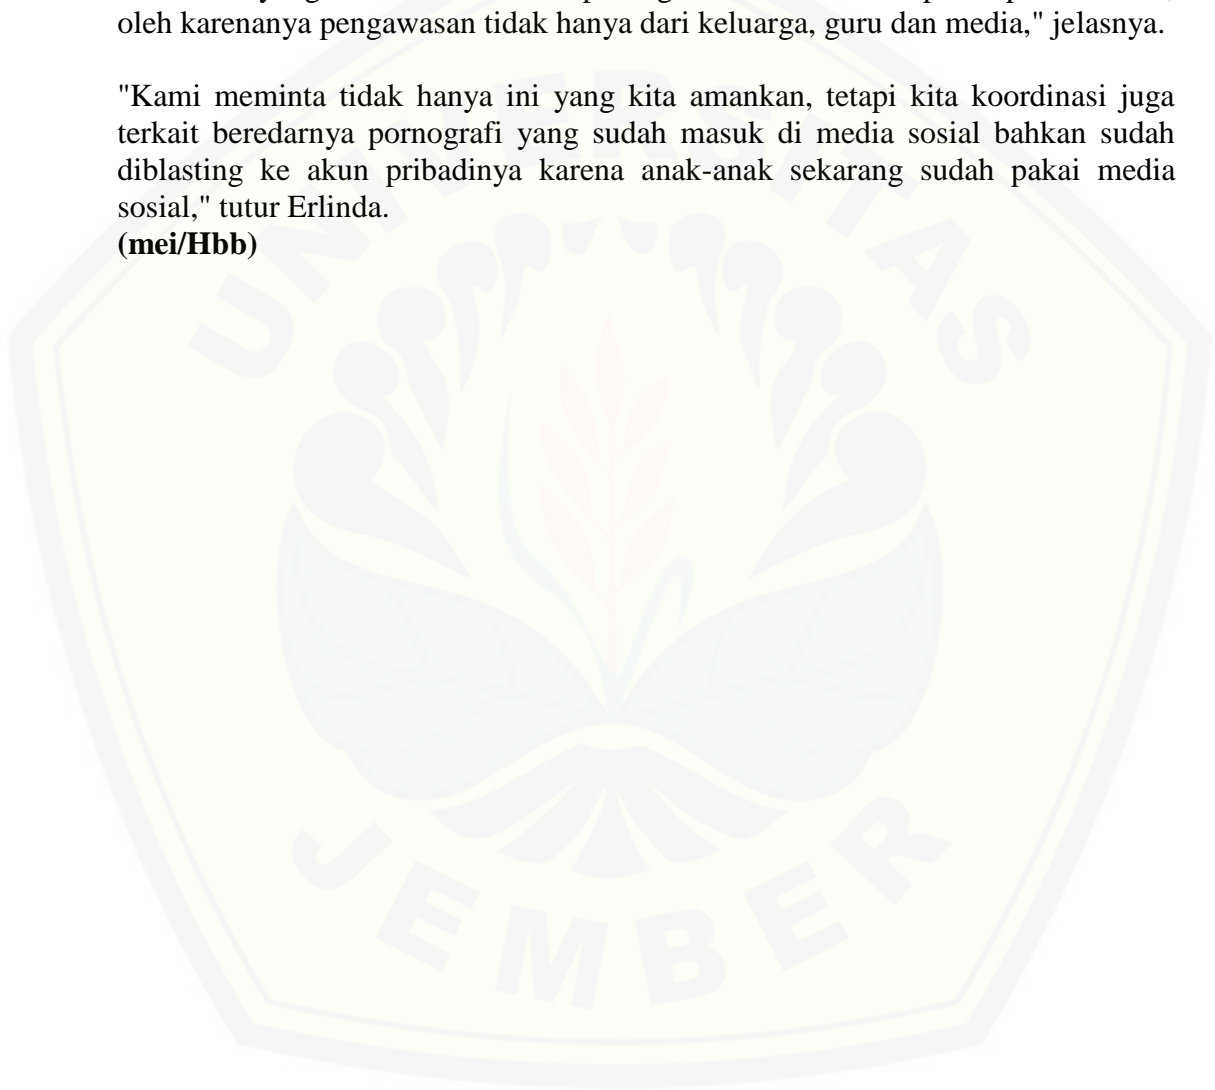 oleh karenanya pengawasan tidak hanya dari keluarga, guru dan media," jelasnya.
"Kami meminta tidak hanya ini yang kita amankan, tetapi kita koordinasi juga
terkait beredarnya pornografi yang sudah masuk di media sosial bahkan sudah
diblasting ke akun pribadinya karena anak-anak sekarang sudah pakai media
sosial," tutur Erlinda.
(mei/Hbb)
UNIVERSITAS
JEMBER